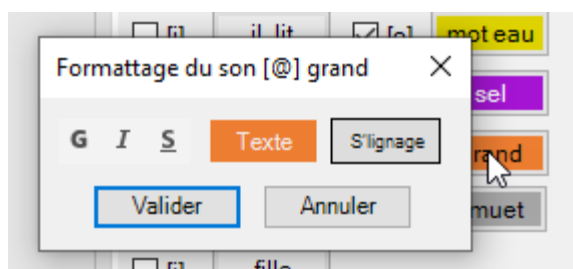 [i] il lit [o] mot eau
Formattage du son [@] grand
sel
G I S Texte S'lignage
rand
Valider Annuler
muet
fille